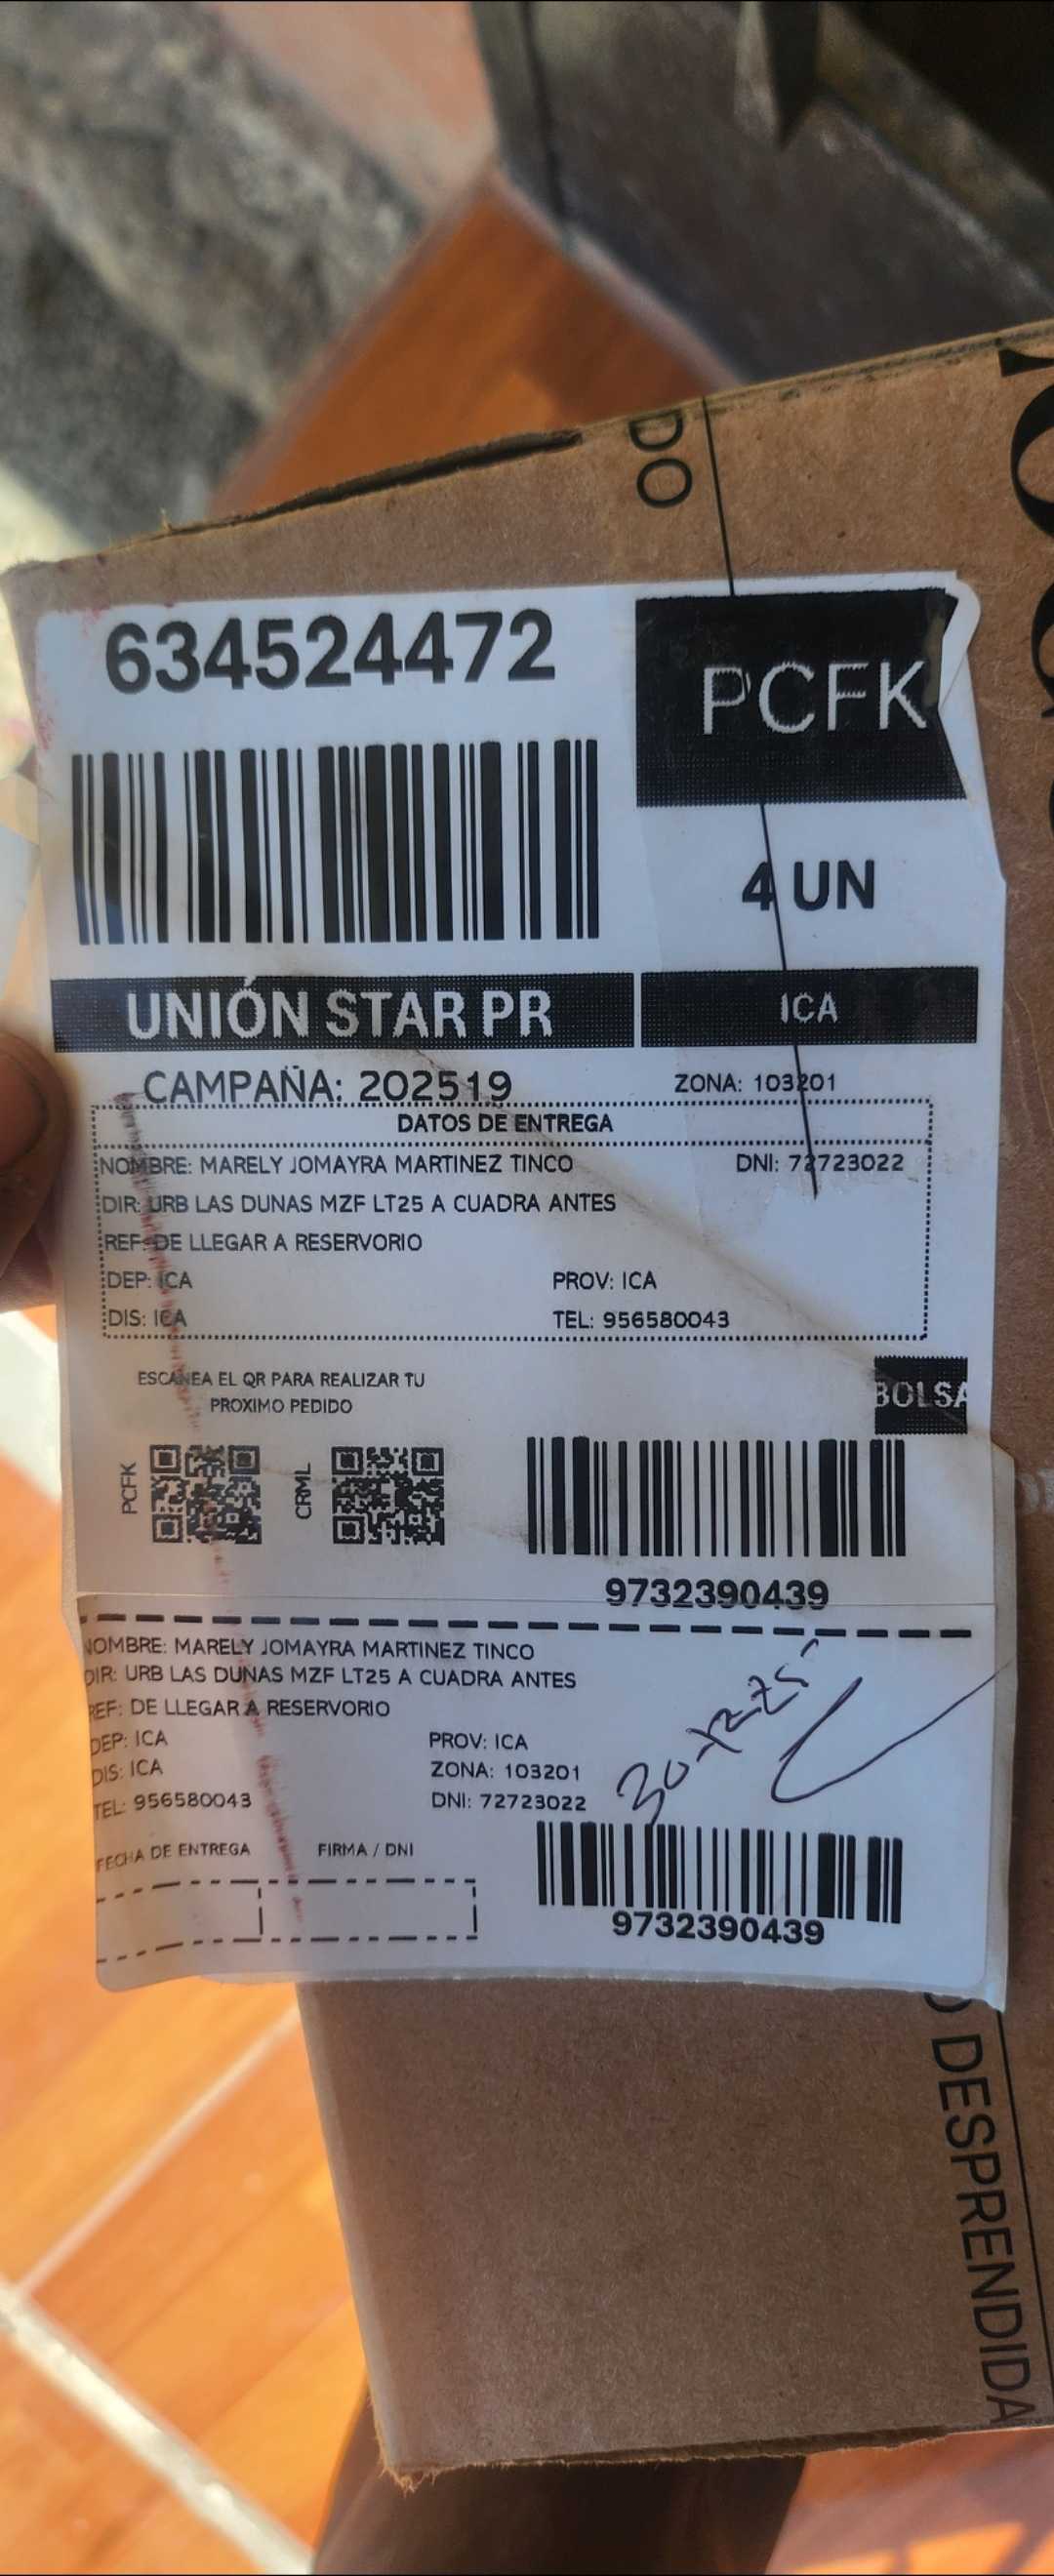 DO
634524472
PCFK
4 UN
UNIÓN STAR PR
ICA
CAMPAÑA: 202519
ZONA: 103201
DATOS DE ENTREGA
NOMBRE: MARELY JOMAYRA MARTINEZ TINCO
DNI: 72723022
DIR: URB LAS DUNAS MZF LT25 A CUADRA ANTES
REF: DE LLEGAR A RESERVORIO
DEP: ICA
PROV: ICA
DIS: ICA
TEL: 956580043
ESCANEA EL QR PARA REALIZAR TU
PROXIMO PEDIDO
BOLSA
PCFK
CRML
9732390439
NOMBRE: MARELY JOMAYRA MARTINEZ TINCO
DIR: URB LAS DUNAS MZF LT25 A CUADRA ANTES
REF: DE LLEGAR A RESERVORIO
DEP: ICA
PROV: ICA
DIS: ICA
ZONA: 103201
TEL: 956580043
DNI: 72723022
30-12-25
FECHA DE ENTREGA
FIRMA / DNI
9732390439
DESPRENDIDA